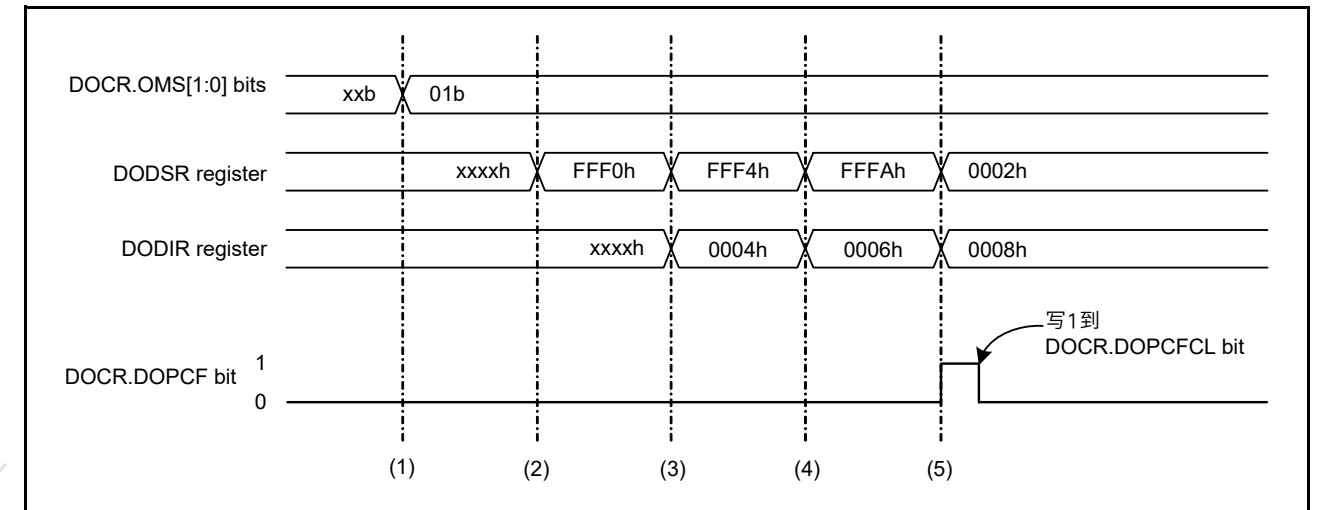 DOCR.OMS[1:0] bits xxb 01b
DODSR register xxxxh FFF0h FFF4h FFFAh 0002h
DODIR register xxxxh 0004h 0006h 0008h
写1到
DOCR.DOPCFCL bit
1
DOCR.DOPCF bit
0
(1) (2) (3) (4) (5)